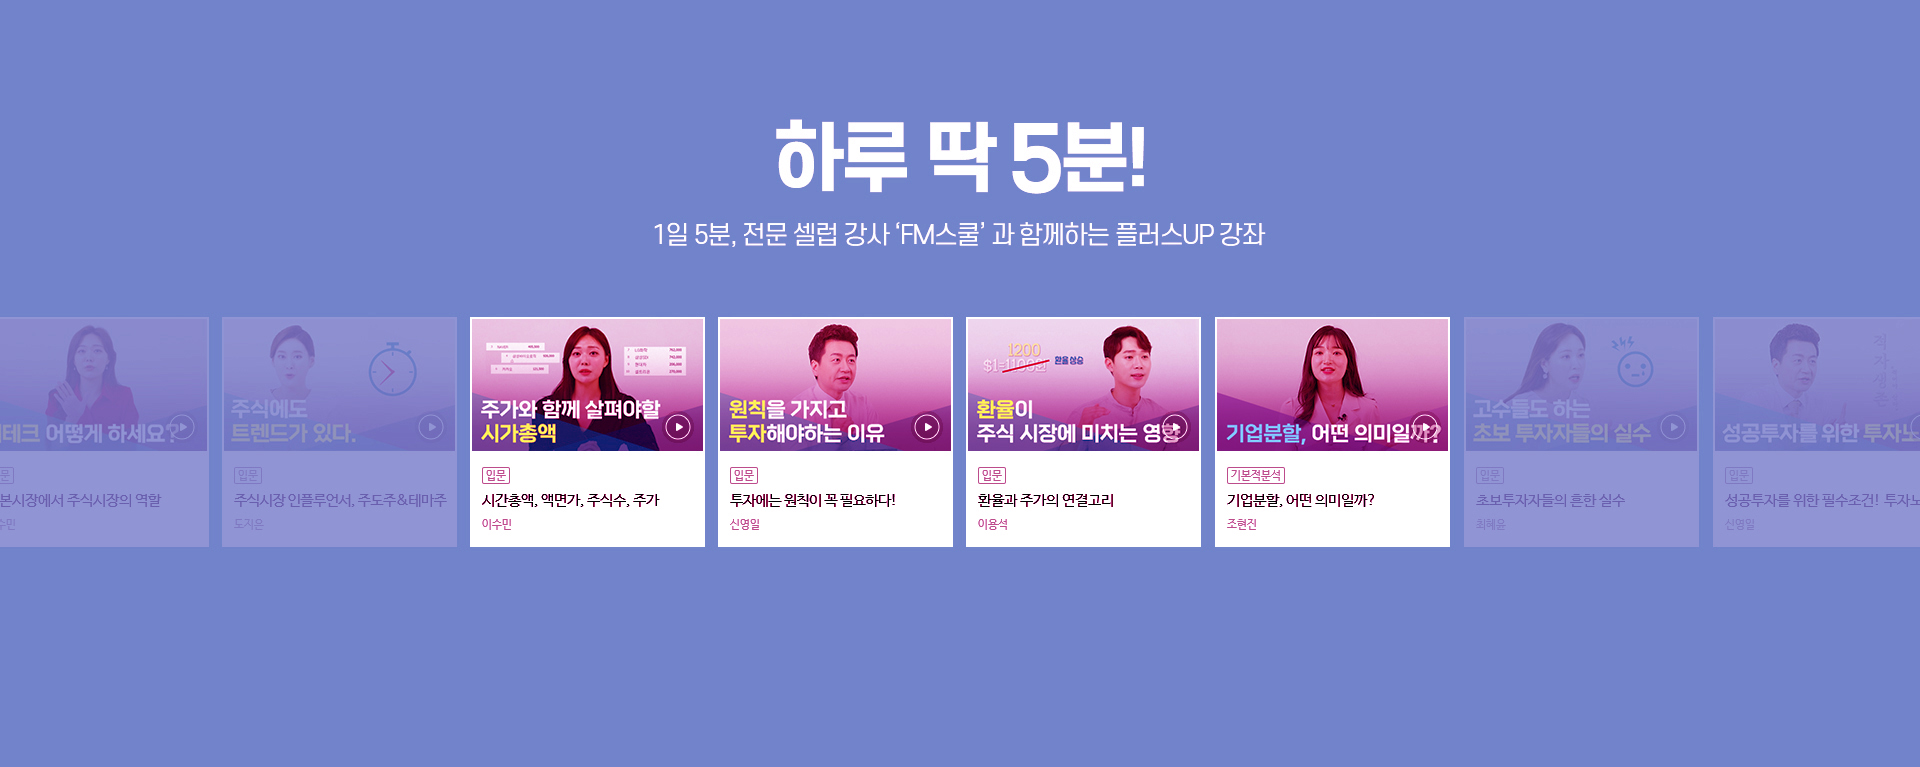 하루 딱 5분!
1일 5분, 전문 셀럽 강사 ‘FM스쿨’ 과 함께하는 플러스UP 강좌
테크 어떻게 하세요?
문
본시장에서 주식시장의 역할
수민
주식에도
트렌드가 있다.
입문
주식시장 인플루언서, 주도주&테마주
도지은
주가와 함께 살펴야할
시가총액
입문
시간총액, 액면가, 주식수, 주가
이수민
원칙을 가지고
투자해야하는 이유
입문
투자에는 원칙이 꼭 필요하다!
신영일
1200
$1=1100원
환율 상승
환율이
주식 시장에 미치는 영향
입문
환율과 주가의 연결고리
이용석
기업분할, 어떤 의미일까?
기본적분석
기업분할, 어떤 의미일까?
조현진
고수들도 하는
초보 투자자들의 실수
입문
초보투자자들의 흔한 실수
최혜윤
성공투자를 위한 투자노
입문
성공투자를 위한 필수조건! 투자노
신영일